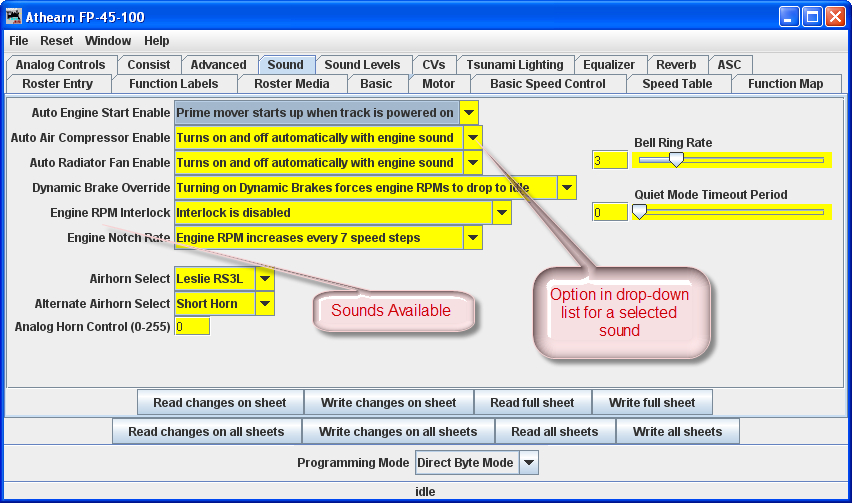 Athearn FP-45-100
File Reset Window Help
Analog Controls Consist Advanced Sound Sound Levels CVs Tsunami Lighting Equalizer Reverb ASC
Roster Entry Function Labels Roster Media Basic Motor Basic Speed Control Speed Table Function Map
Auto Engine Start Enable Prime mover starts up when track is powered on
Auto Air Compressor Enable Turns on and off automatically with engine sound
Auto Radiator Fan Enable Turns on and off automatically with engine sound
Dynamic Brake Override Turning on Dynamic Brakes forces engine RPMs to drop to idle
Engine RPM Interlock Interlock is disabled
Engine Notch Rate Engine RPM increases every 7 speed steps
Bell Ring Rate
3
Quiet Mode Timeout Period
0
Airhorn Select Leslie RS3L
Alternate Airhorn Select Short Horn
Analog Horn Control (0-255) 0
Sounds Available
Option in drop-down
list for a selected
sound
Read changes on sheet Write changes on sheet Read full sheet Write full sheet
Read changes on all sheets Write changes on all sheets Read all sheets Write all sheets
Programming Mode Direct Byte Mode
idle